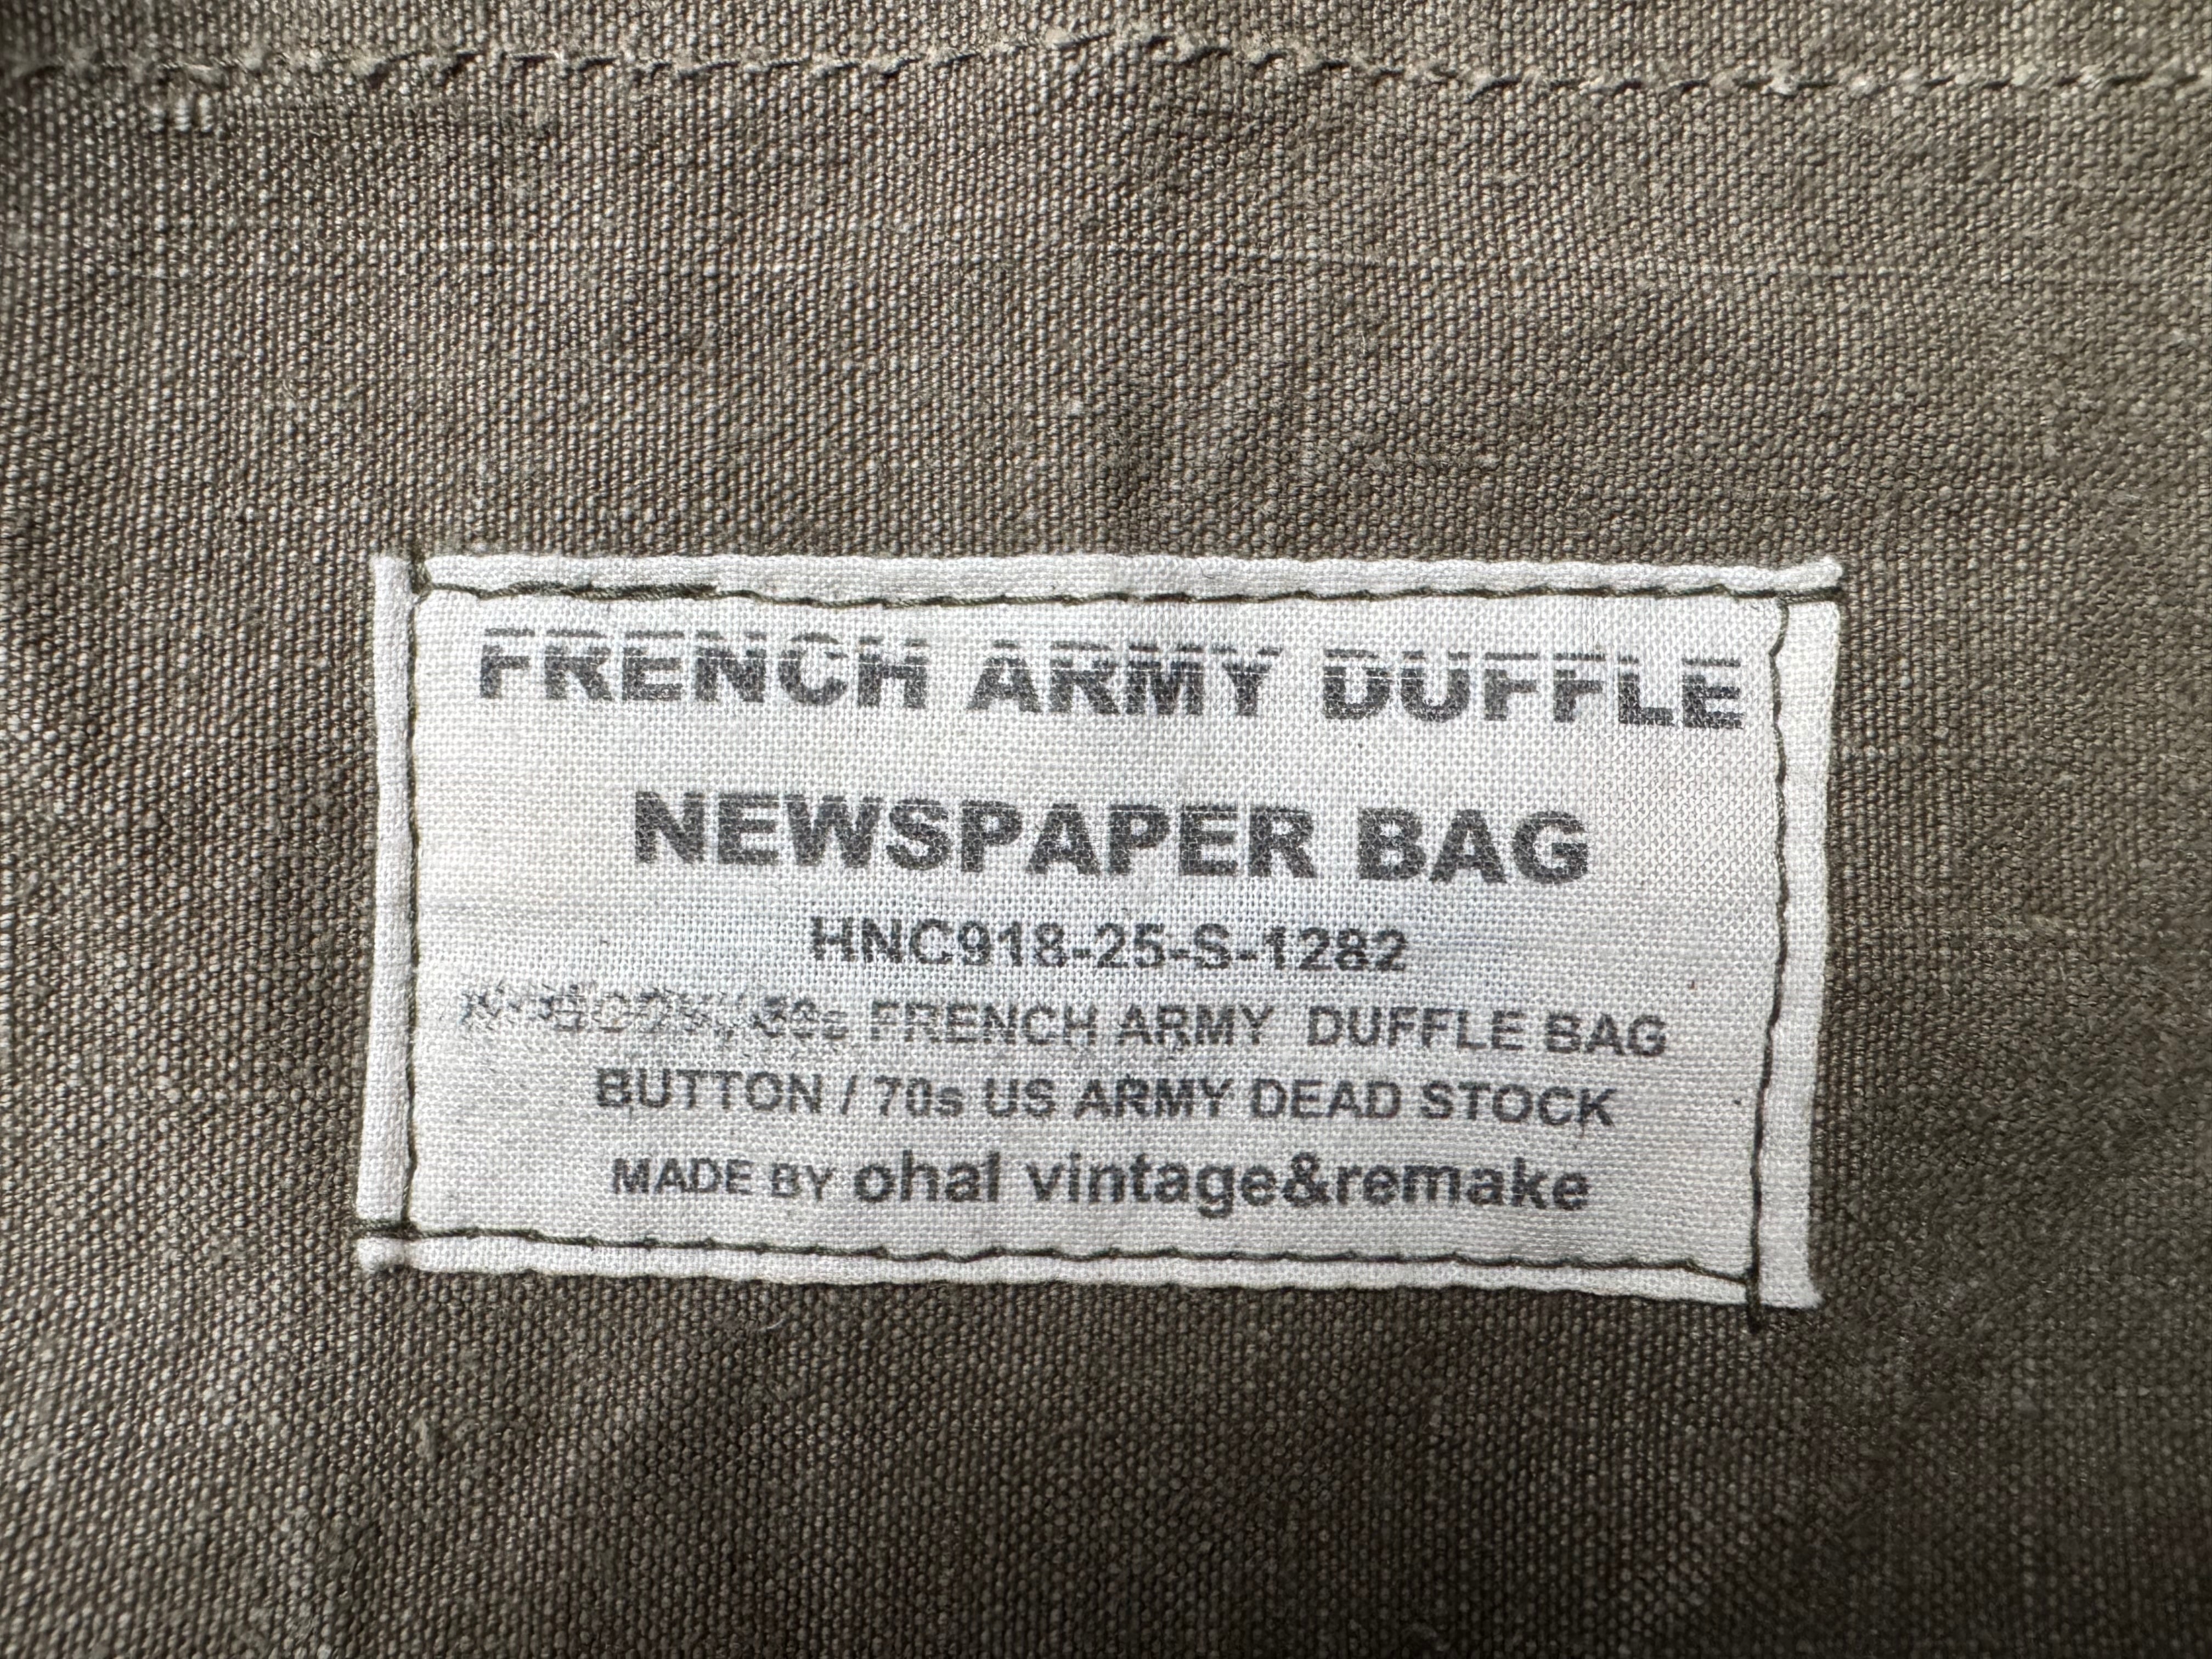 FRENCH ARMY DUFFLE
NEWSPAPER BAG
HNC918-25-S-1282
FRENCH ARMY DUFFLE BAG
BUTTON / 70s US ARMY DEAD STOCK
MADE BY ohal vintage&remake